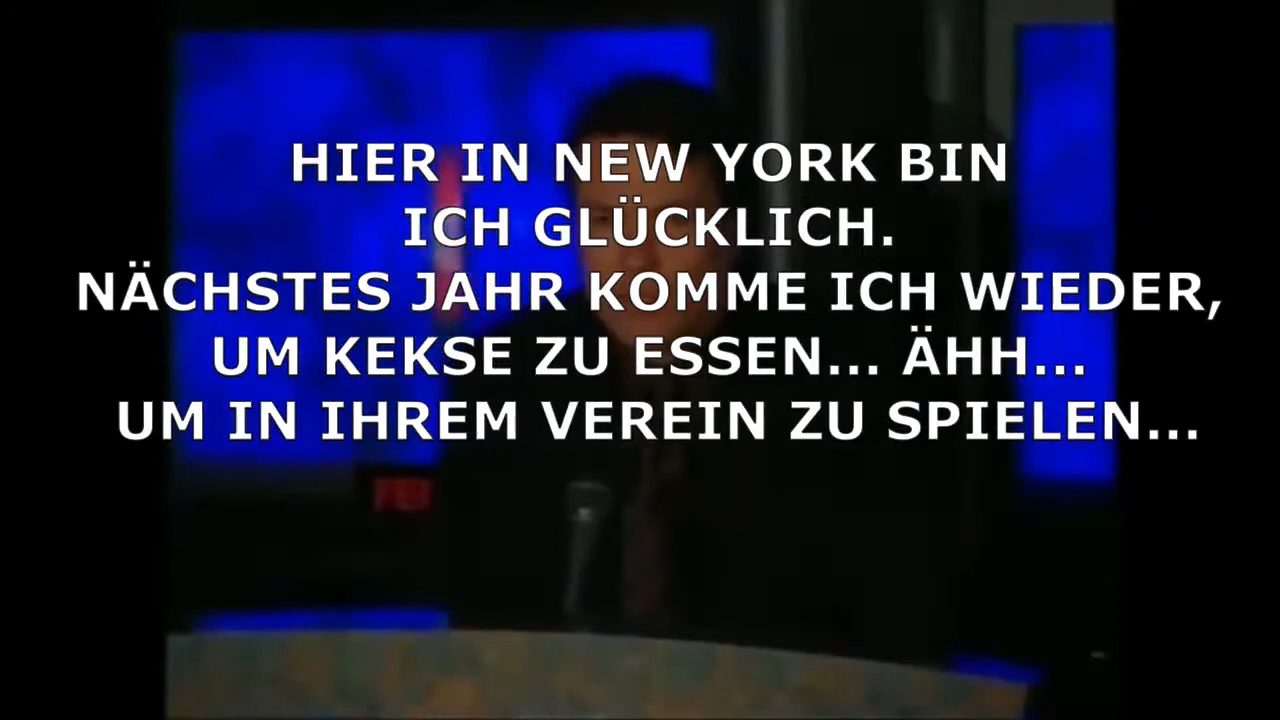 HIER IN NEW YORK BIN
ICH GLÜCKLICH.
NÄCHSTES JAHR KOMME ICH WIEDER,
UM KEKSE ZU ESSEN... ÄHH...
UM IN IHREM VEREIN ZU SPIELEN...